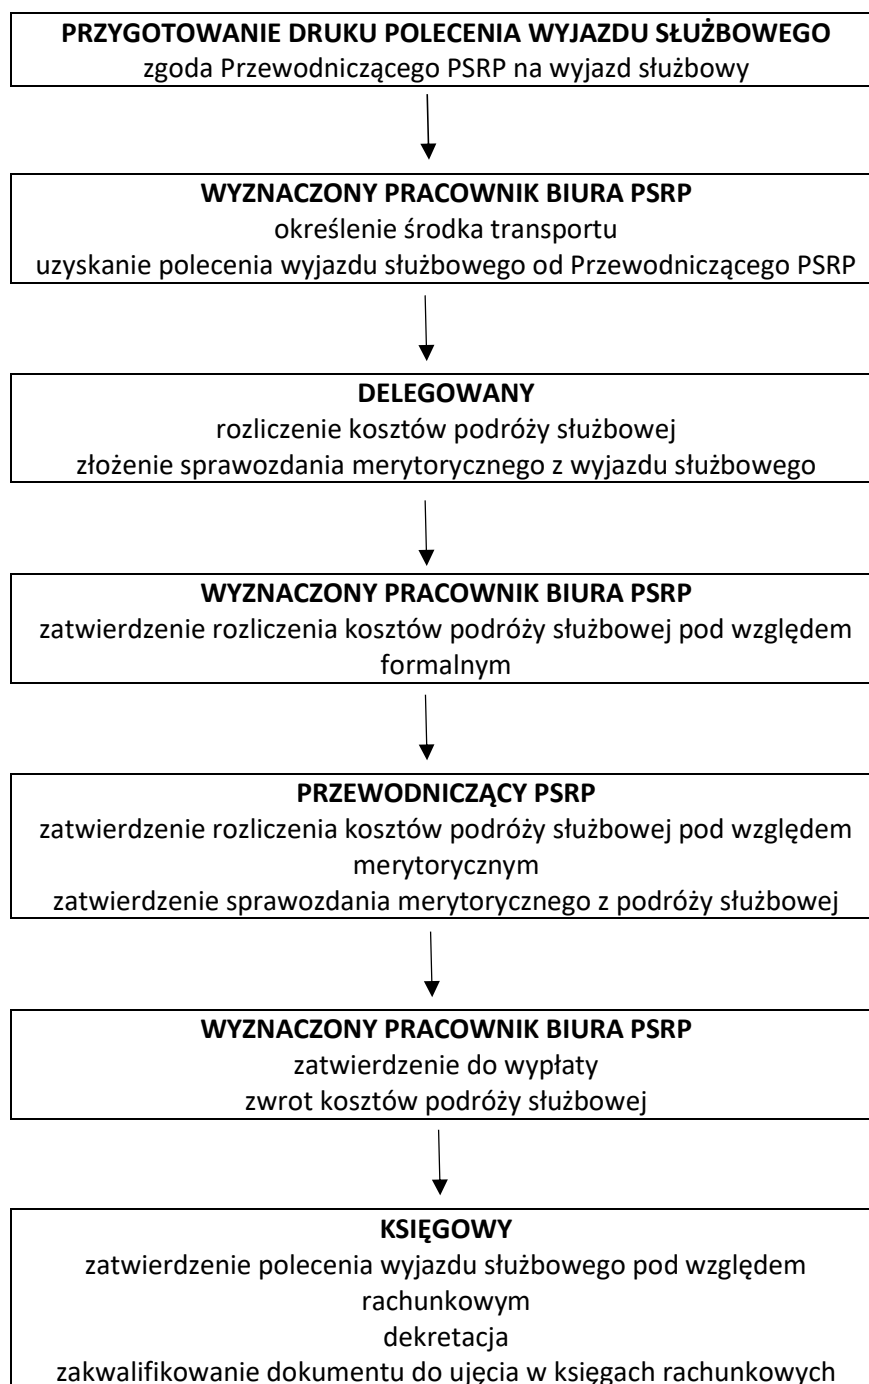 PRZYGOTOWANIE DRUKU POLECENIA WYJAZDU SŁUŻBOWEGO
zgoda Przewodniczącego PSRP na wyjazd służbowy
WYZNACZONY PRACOWNIK BIURA PSRP
określenie środka transportu
uzyskanie polecenia wyjazdu służbowego od Przewodniczącego PSRP
DELEGOWANY
rozliczenie kosztów podróży służbowej
złożenie sprawozdania merytorycznego z wyjazdu służbowego
WYZNACZONY PRACOWNIK BIURA PSRP
zatwierdzenie rozliczenia kosztów podróży służbowej pod względem
formalnym
PRZEWODNICZĄCY PSRP
zatwierdzenie rozliczenia kosztów podróży służbowej pod względem
merytorycznym
zatwierdzenie sprawozdania merytorycznego z podróży służbowej
WYZNACZONY PRACOWNIK BIURA PSRP
zatwierdzenie do wypłaty
zwrot kosztów podróży służbowej
KSIĘGOWY
zatwierdzenie polecenia wyjazdu służbowego pod względem
rachunkowym
dekretacja
zakwalifikowanie dokumentu do ujęcia w księgach rachunkowych